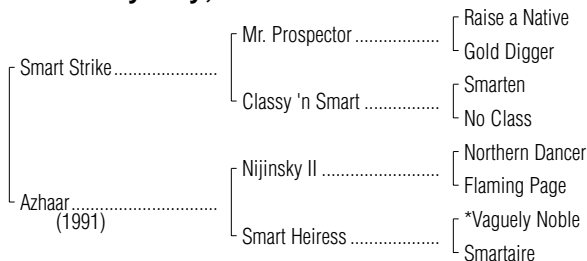 Raise a Native
Mr. Prospector ....................
Gold Digger
Smart Strike .......................
Smarten
Classy 'n Smart .................
No Class
Northern Dancer
Nijinsky II ..........................
Flaming Page
Azhaar ................................
(1991)
*Vaguely Noble
Smart Heiress ....................
Smartaire